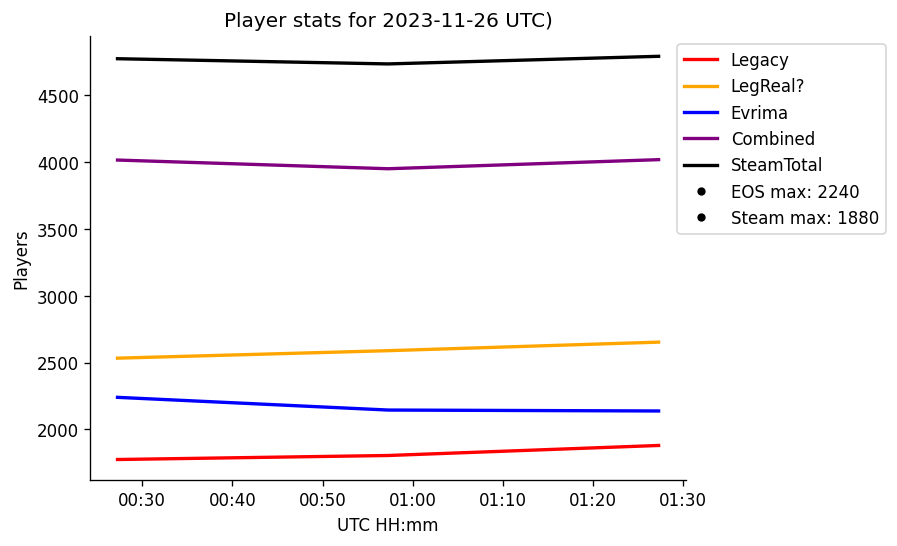 Player stats for 2023-11-26 UTC)
Legacy
LegReal?
Evrima
Combined
SteamTotal
EOS max: 2240
Steam max: 1880
Players
4500
4000
3500
3000
2500
2000
00:30 00:40 00:50 01:00 01:10 01:20 01:30
UTC HH:mm